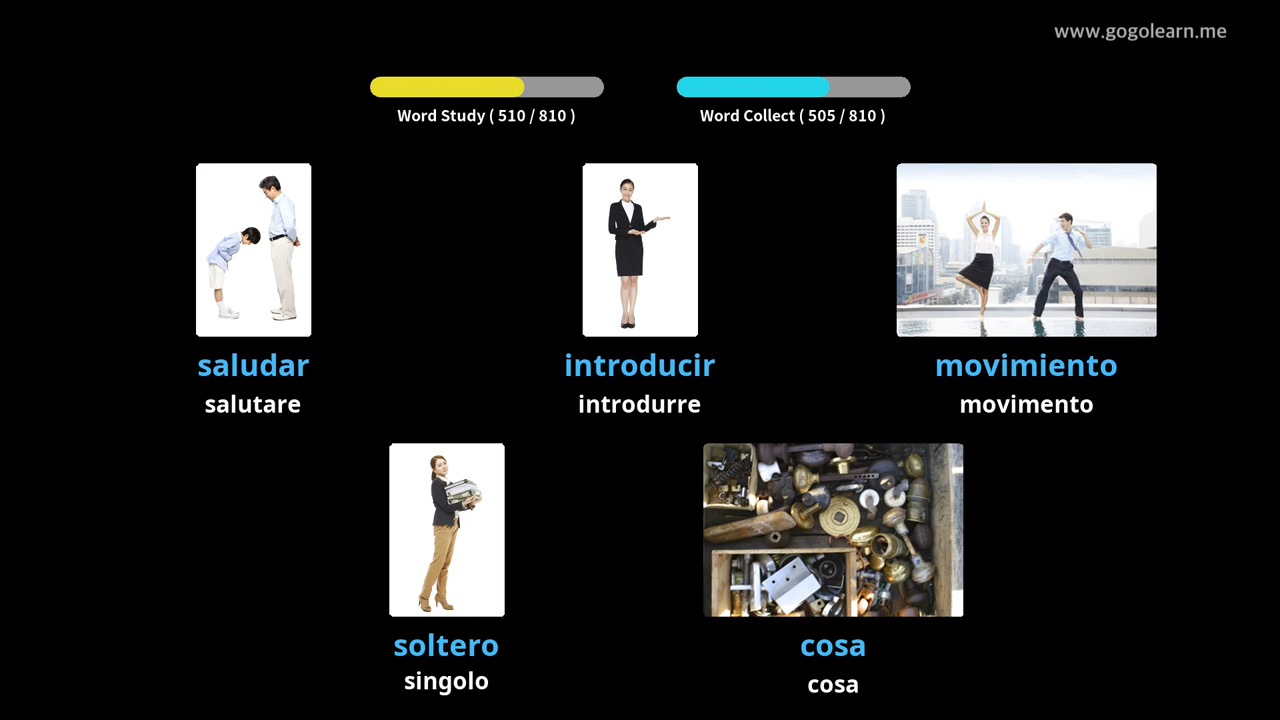 www.gogolearn.me
Word Study ( 510 / 810 )
Word Collect ( 505 / 810 )
saludar
salutare
introducir
introdurre
movimiento
movimento
soltero
singolo
cosa
cosa